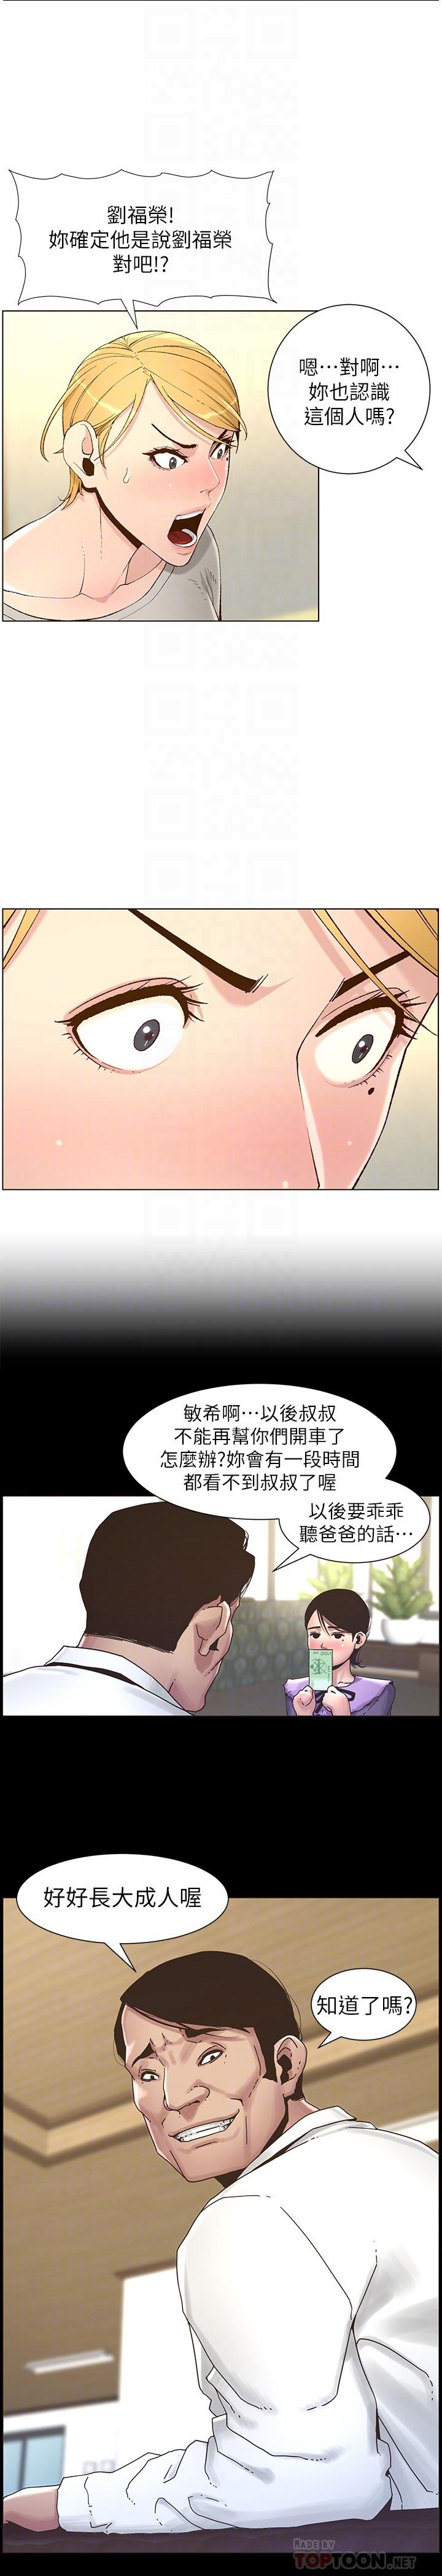 劉福榮!
妳確定他是說劉福榮
對吧!?
嗯⋯對啊⋯
妳也認識
這個人嗎?
敏希啊⋯以後叔叔
不能再幫你們開車了
怎麼辦?妳會有一段時間
都看不到叔叔了喔
以後要乖乖
聽爸爸的話⋯
好好長大成人喔
知道了嗎?
MADE BY
TOPTOON.NET